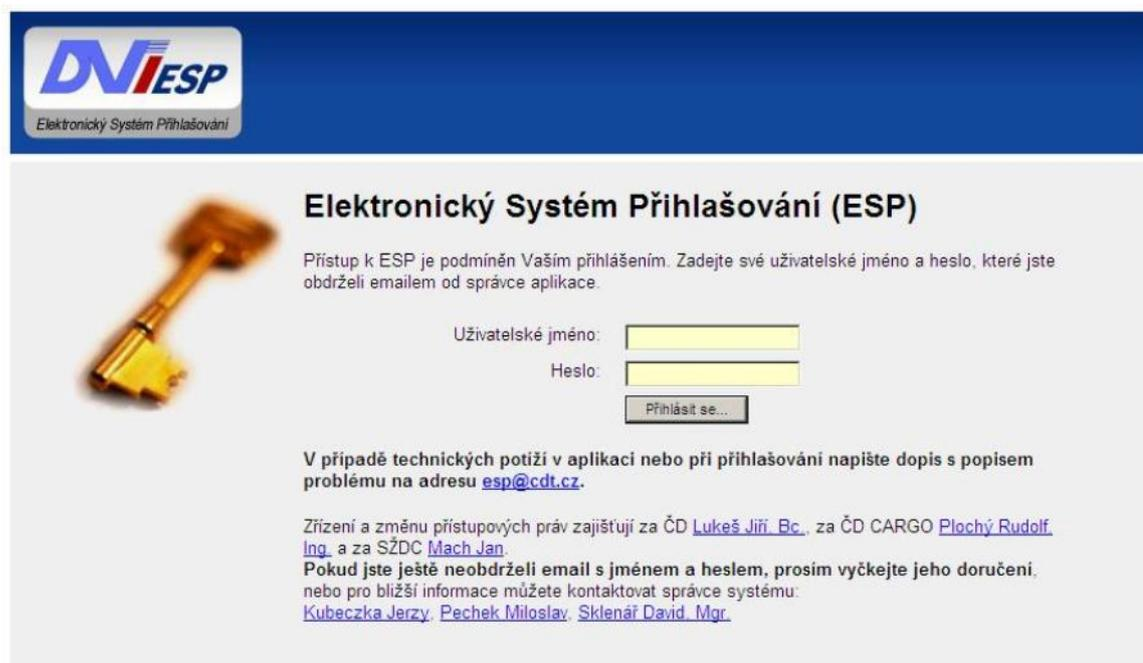 DVI ESP
Elektronický Systém Přihlašování
Elektronický Systém Přihlašování (ESP)
Přístup k ESP je podmíněn Vaším přihlášením. Zadejte své uživatelské jméno a heslo, které jste
obdrželi emailem od správce aplikace.
Uživatelské jméno:
Heslo:
Přihlásit se...
V případě technických potíží v aplikaci nebo při přihlašování napište dopis s popisem
problému na adresu esp@cdt.cz.
Zřízení a změnu přístupových práv zajišťují za ČD Lukeš Jiří, Bc., za ČD CARGO Plochý Rudolf,
Ing. a za SŽDC Mach Jan.
Pokud jste ještě neobdrželi email s jménem a heslem, prosím vyčkejte jeho doručení,
nebo pro bližší informace můžete kontaktovat správce systému:
Kubeczka Jerzy, Pechek Miloslav, Sklenář David, Mgr.